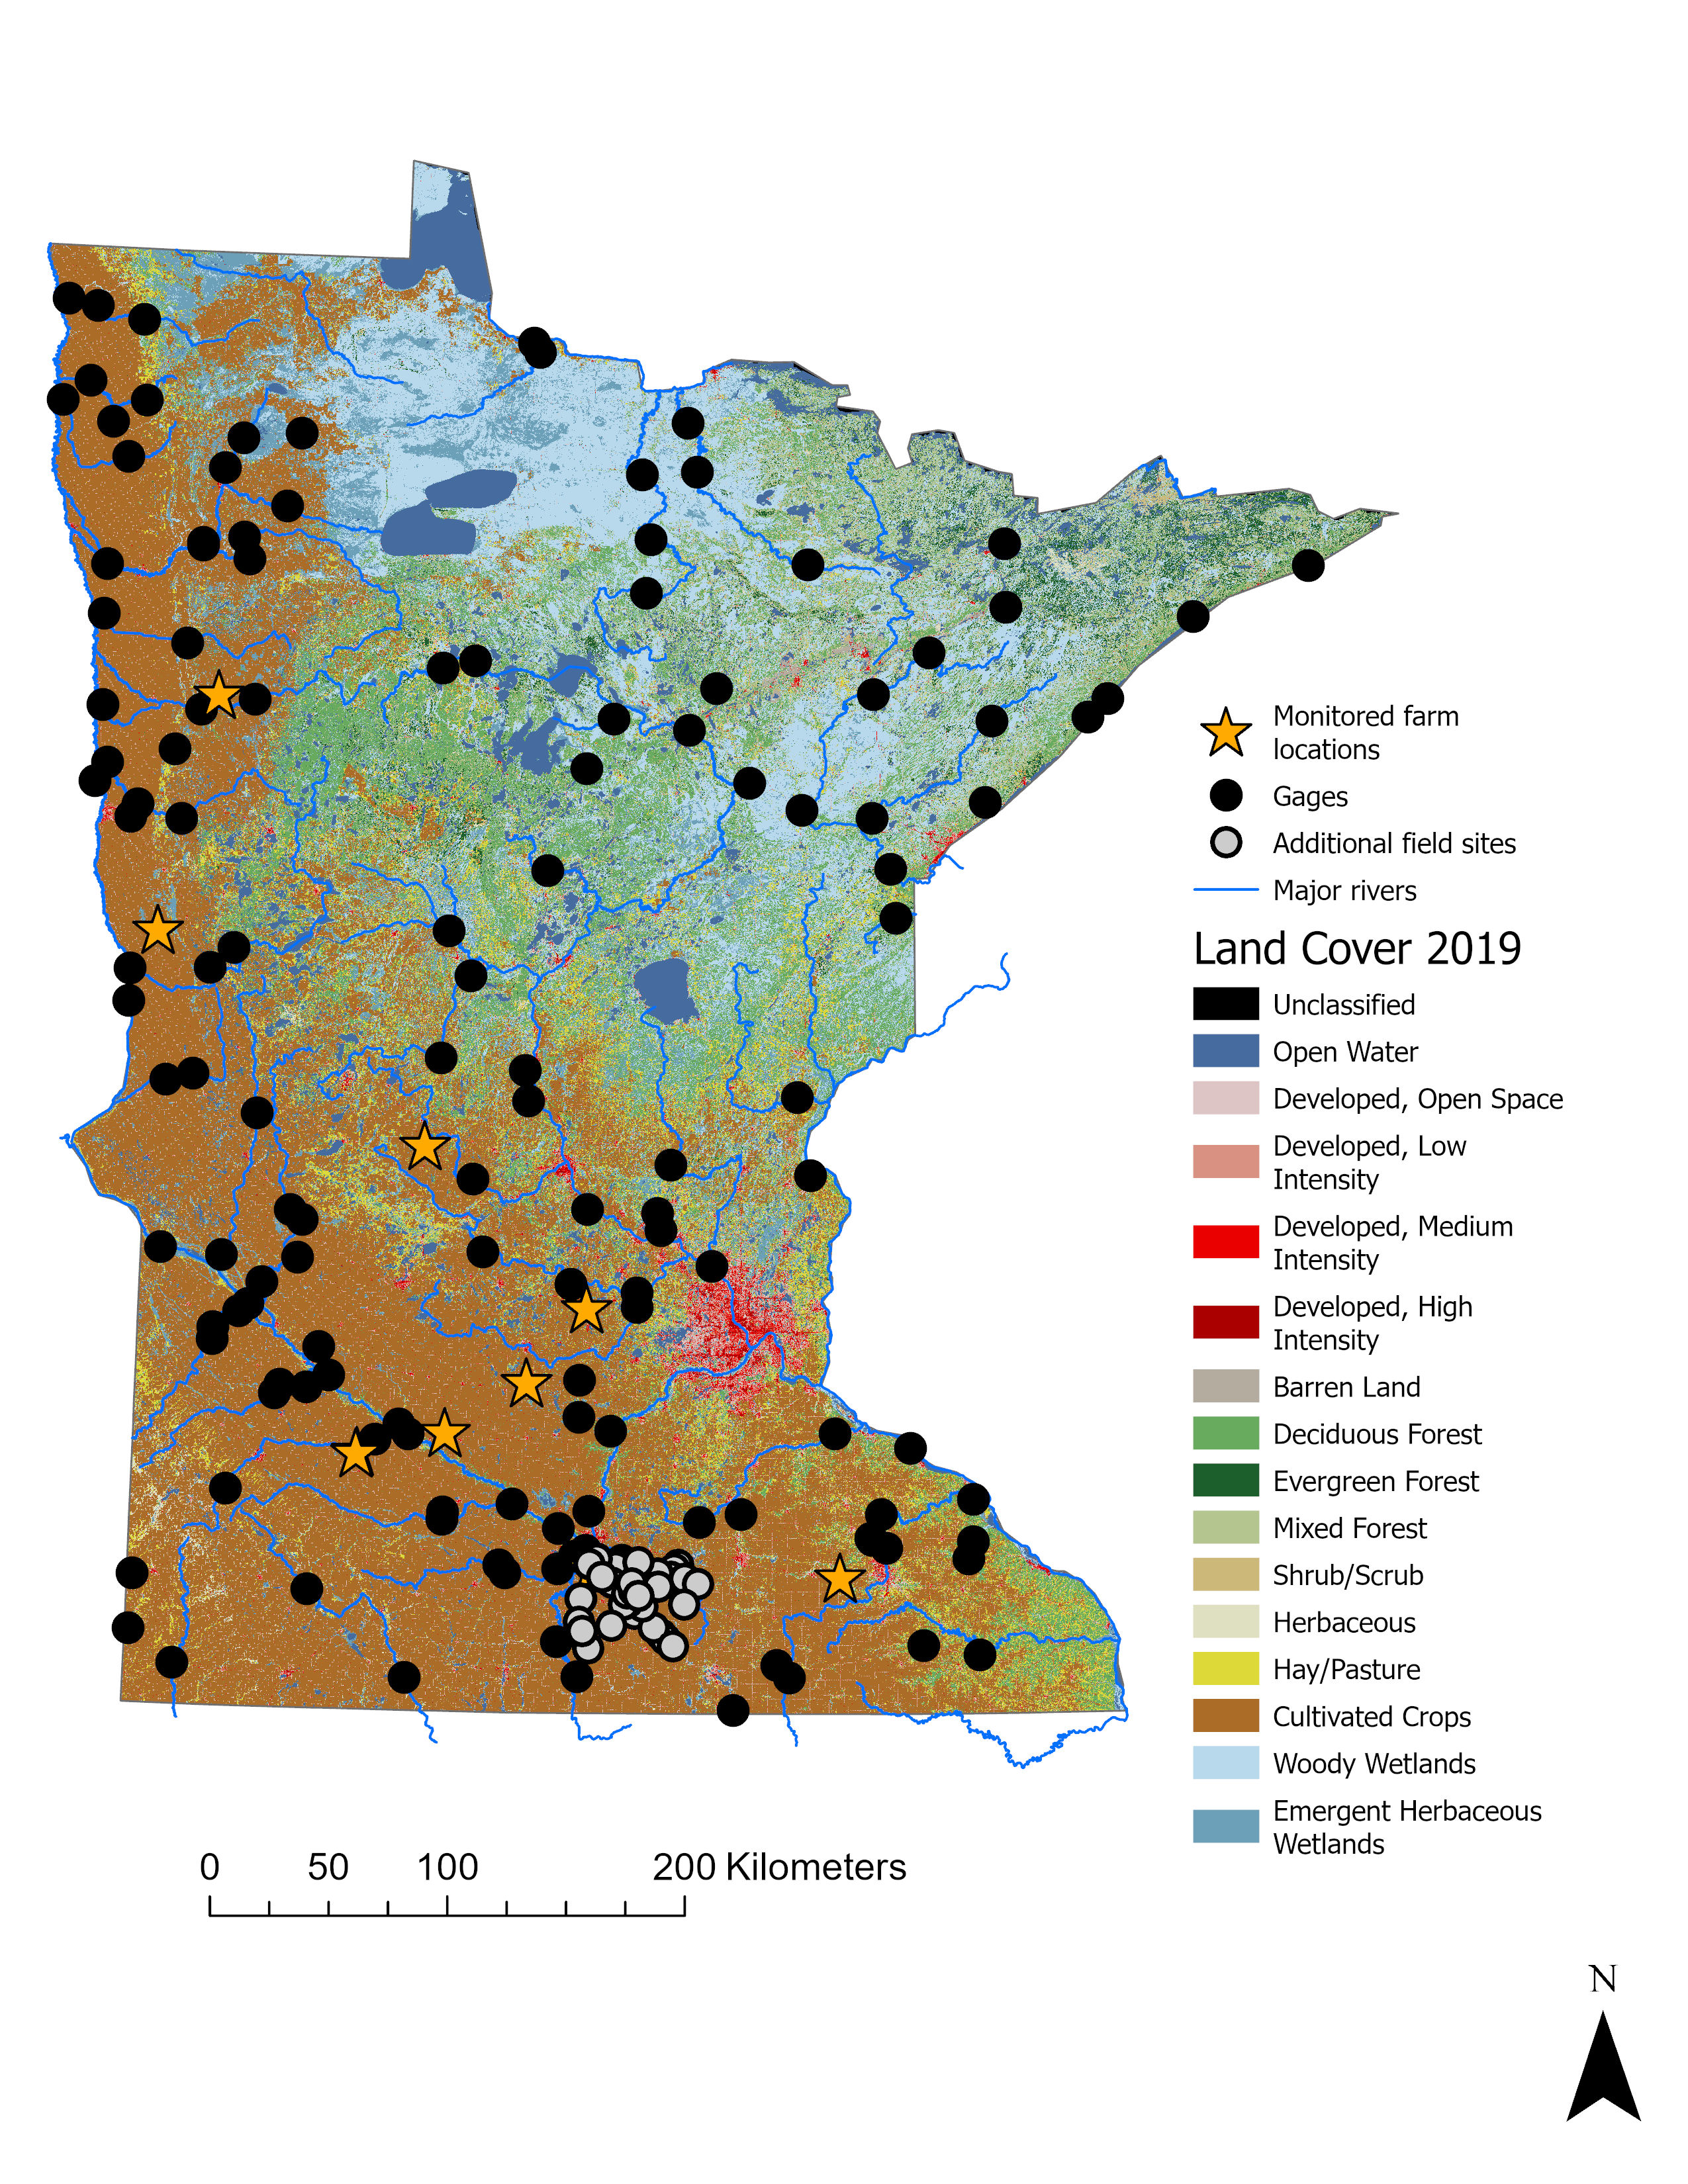 Monitored farm
locations
Gages
Additional field sites
Major rivers
Land Cover 2019
Unclassified
Open Water
Developed, Open Space
Developed, Low
Intensity
Developed, Medium
Intensity
Developed, High
Intensity
Barren Land
Deciduous Forest
Evergreen Forest
Mixed Forest
Shrub/Scrub
Herbaceous
Hay/Pasture
Cultivated Crops
Woody Wetlands
Emergent Herbaceous
Wetlands
0 50 100 200 Kilometers
N